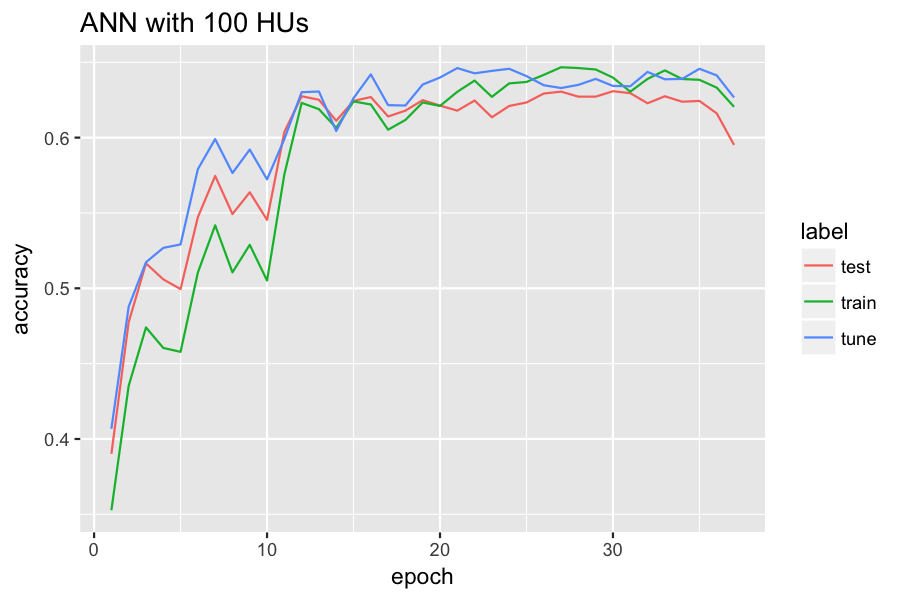 ANN with 100 HUs
accuracy
0.6
0.5
0.4
0
10
20
30
epoch
label
test
train
tune